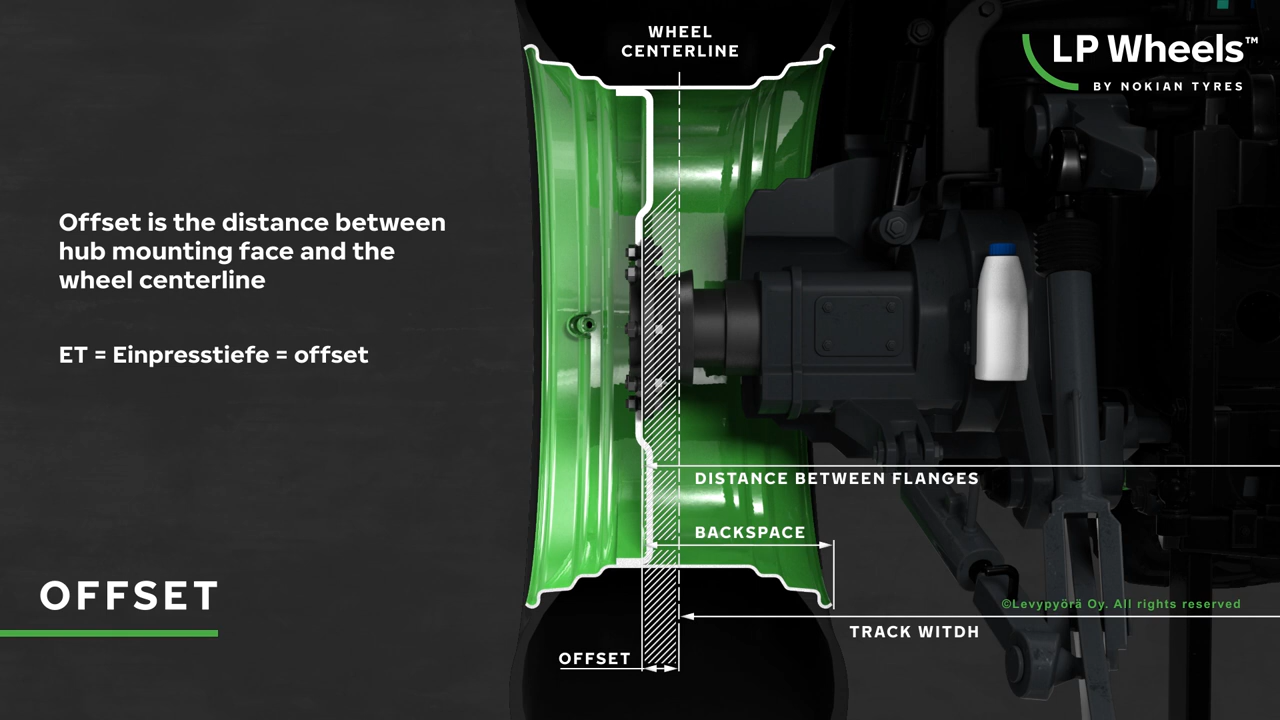 WHEEL
CENTERLINE
LP Wheels™
BY NOKIAN TYRES
Offset is the distance between
hub mounting face and the
wheel centerline
ET = Einpresstiefe = offset
DISTANCE BETWEEN FLANGES
BACKSPACE
OFFSET
©Levypyörä Oy. All rights reserved
TRACK WITDH
OFFSET